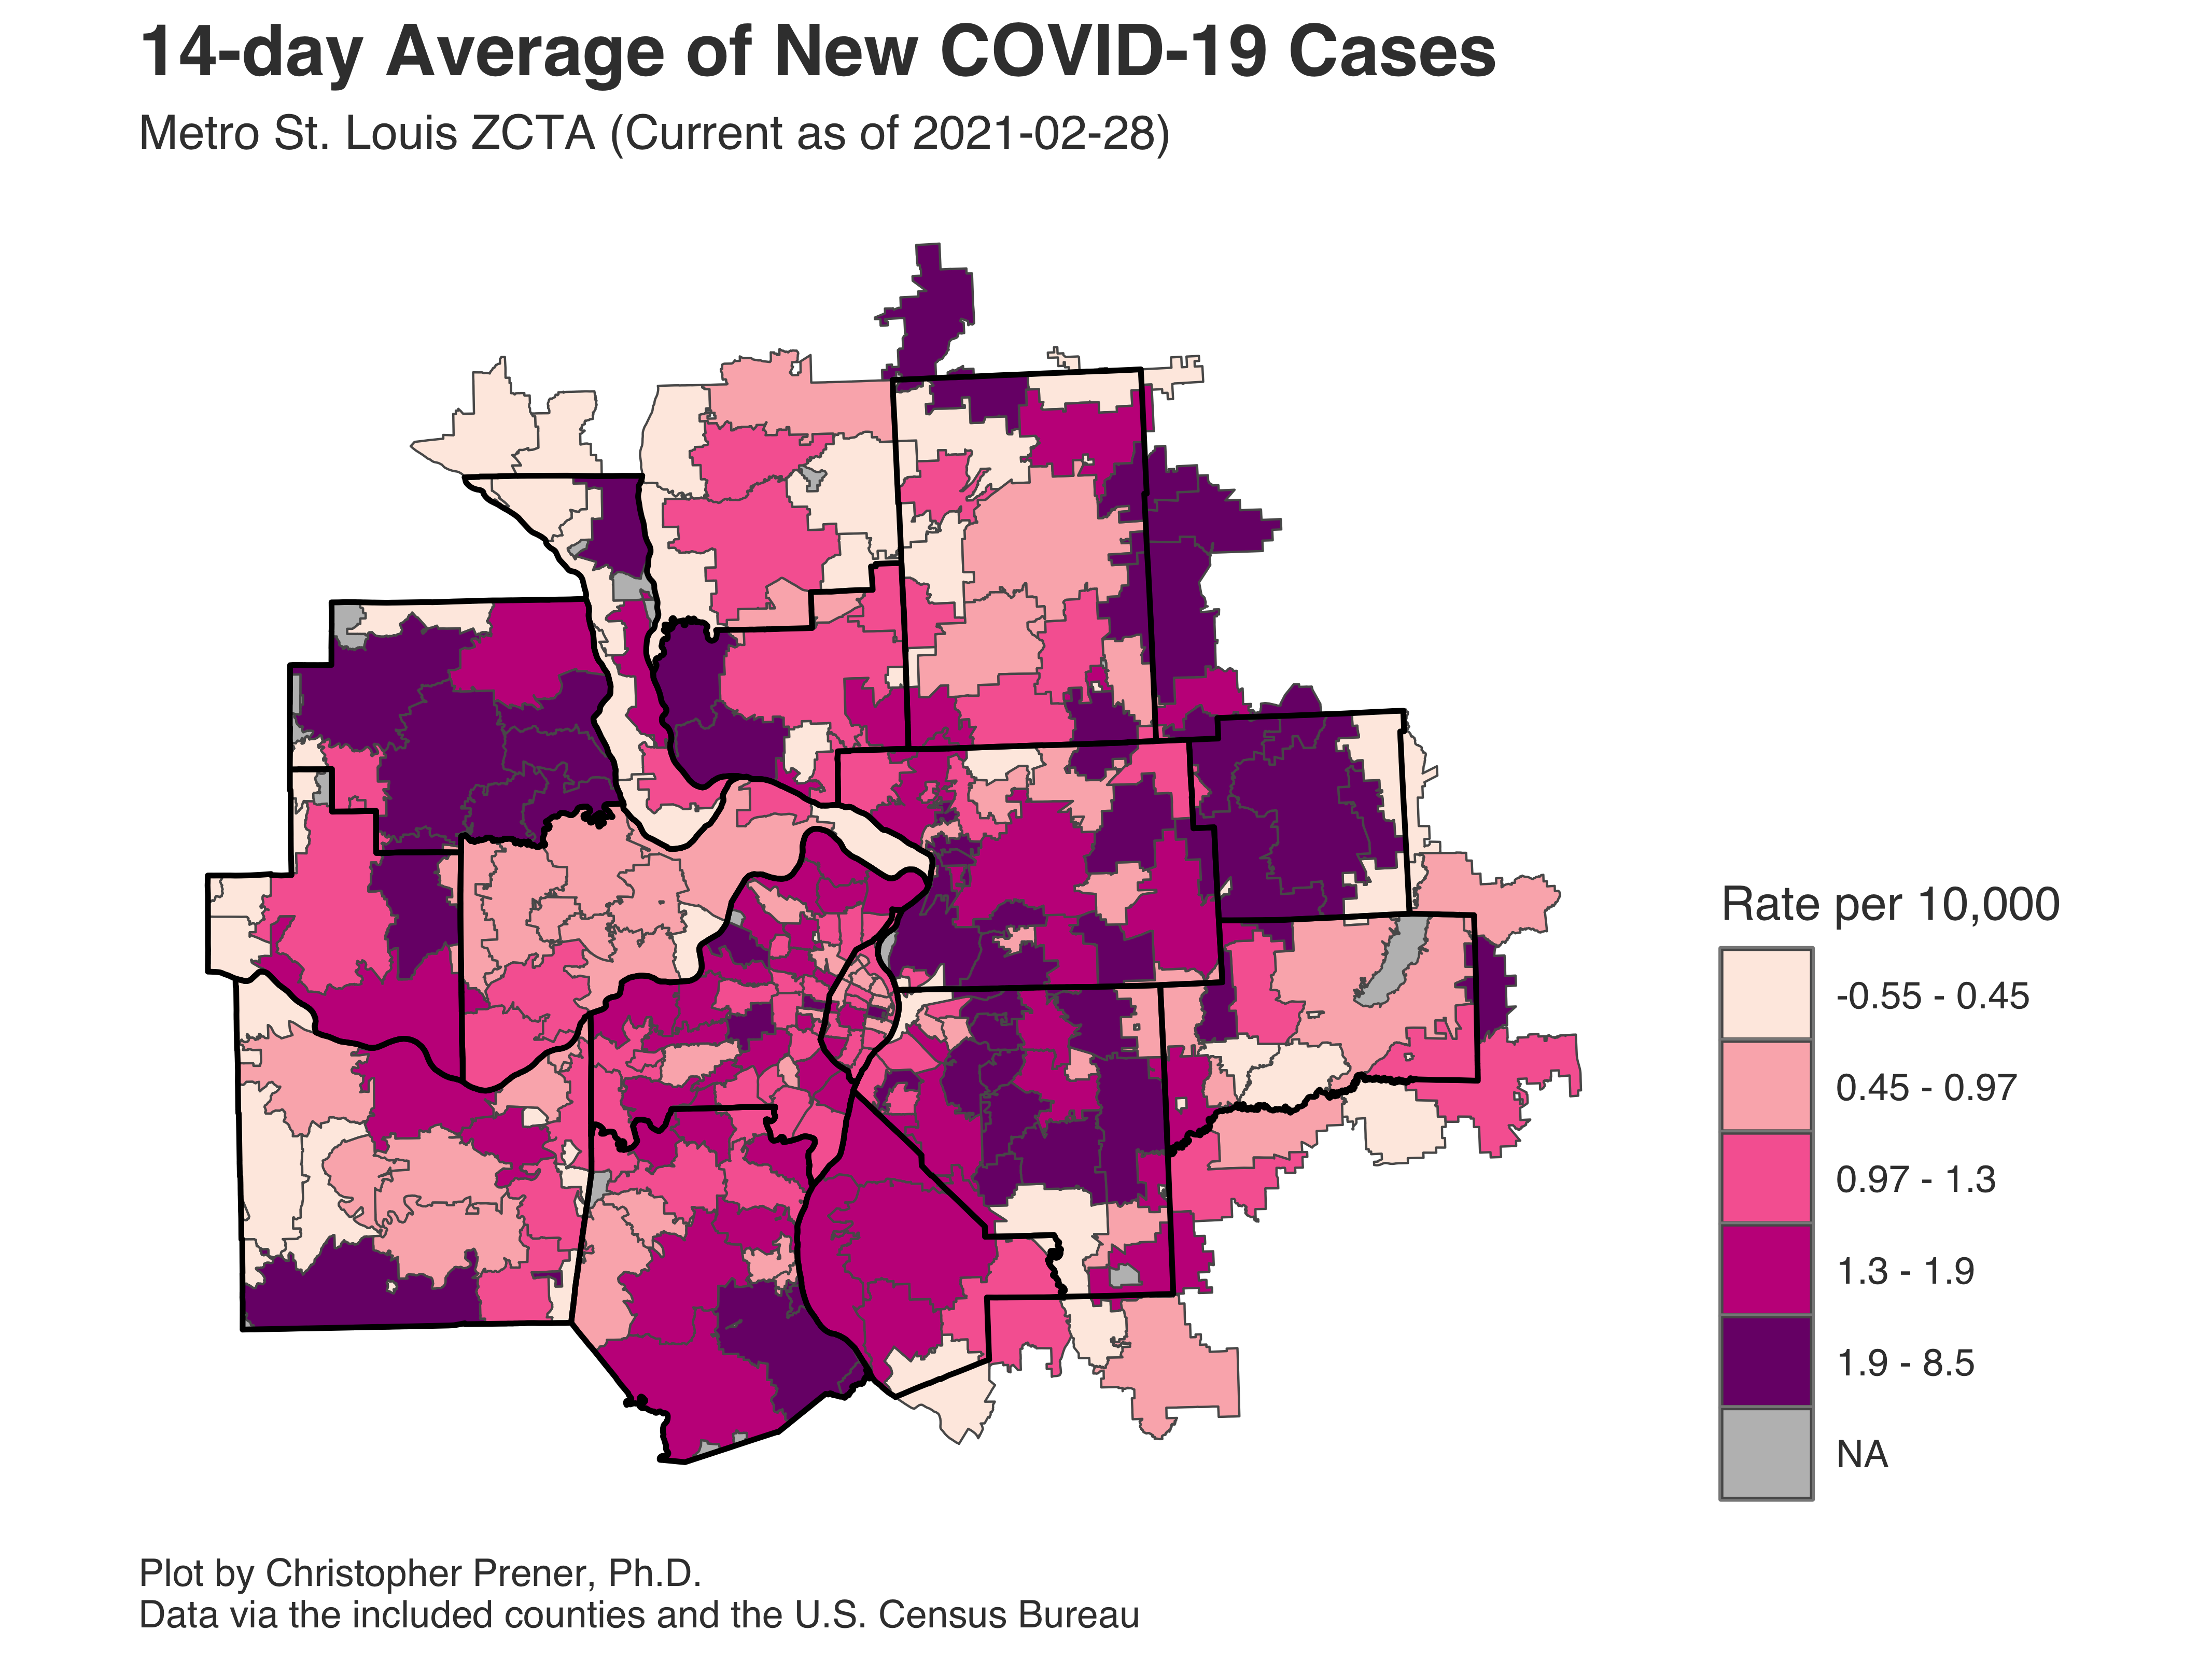 14-day Average of New COVID-19 Cases
Metro St. Louis ZCTA (Current as of 2021-02-28)
Rate per 10,000
-0.55 - 0.45
0.45 - 0.97
0.97 - 1.3
1.3 - 1.9
1.9 - 8.5
NA
Plot by Christopher Prener, Ph.D.
Data via the included counties and the U.S. Census Bureau